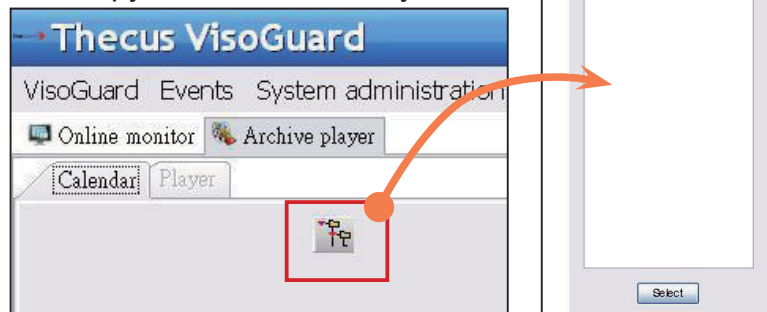 Thecus VisoGuard
VisoGuard Events System administration
Online monitor Archive player
Calendar Player
Select